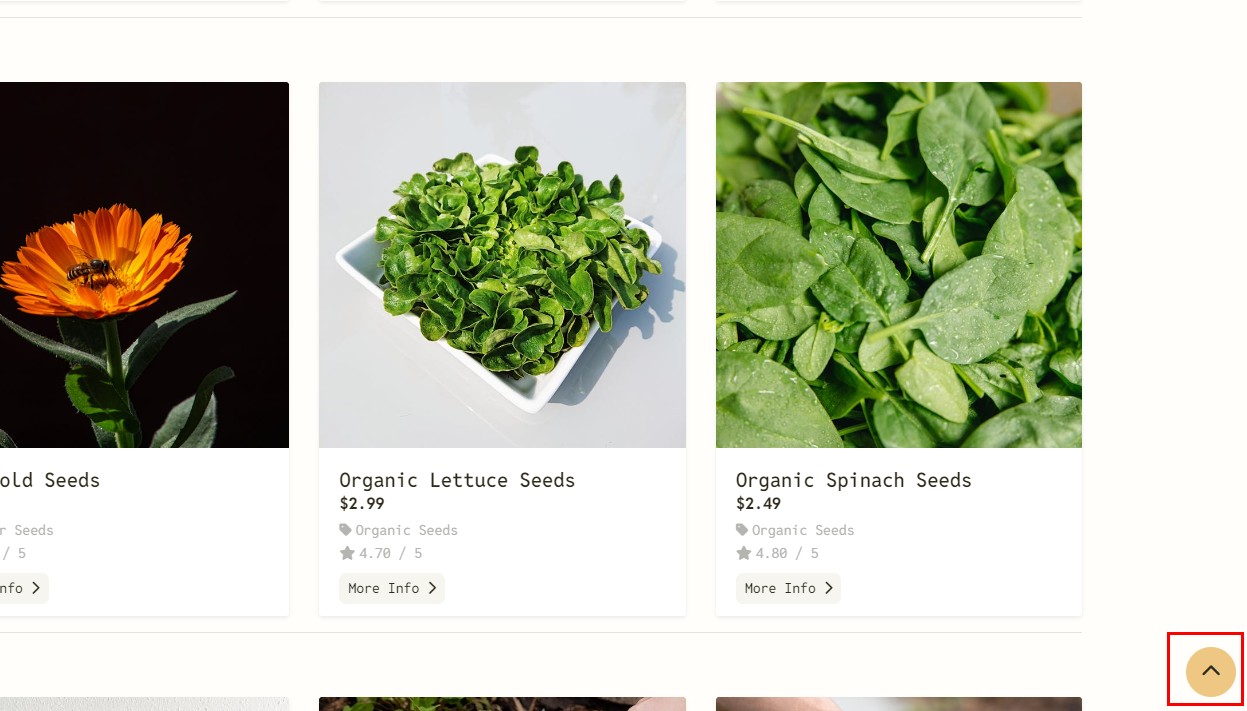 old Seeds
r Seeds
/ 5
nfo
Organic Lettuce Seeds
$2.99
Organic Seeds
4.70 / 5
More Info
Organic Spinach Seeds
$2.49
Organic Seeds
4.80 / 5
More Info